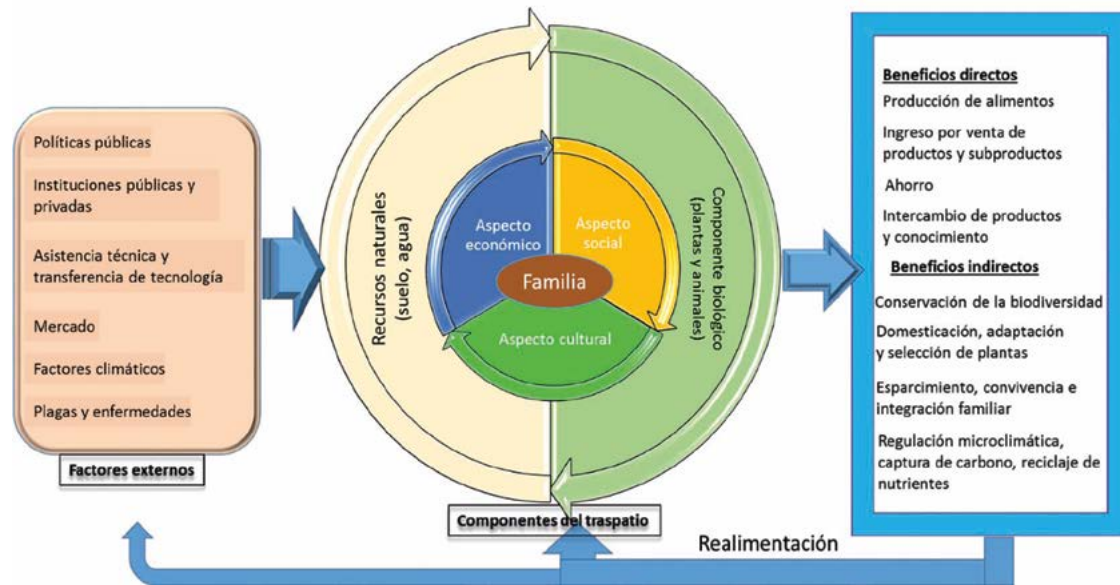 Políticas públicas
Instituciones públicas y
privadas
Asistencia técnica y
transferencia de tecnología
Mercado
Factores climáticos
Plagas y enfermedades
Factores externos
Recursos naturales
(suelo, agua)
Aspecto
económico
Aspecto
social
Familia
Aspecto cultural
Componente biológico
(plantas y animales)
Componentes del traspatio
Beneficios directos
Producción de alimentos
Ingreso por venta de
productos y subproductos
Ahorro
Intercambio de productos
y conocimiento
Beneficios indirectos
Conservación de la biodiversidad
Domesticación, adaptación
y selección de plantas
Esparcimiento, convivencia e
integración familiar
Regulación microclimática,
captura de carbono, reciclaje de
nutrientes
Realimentación